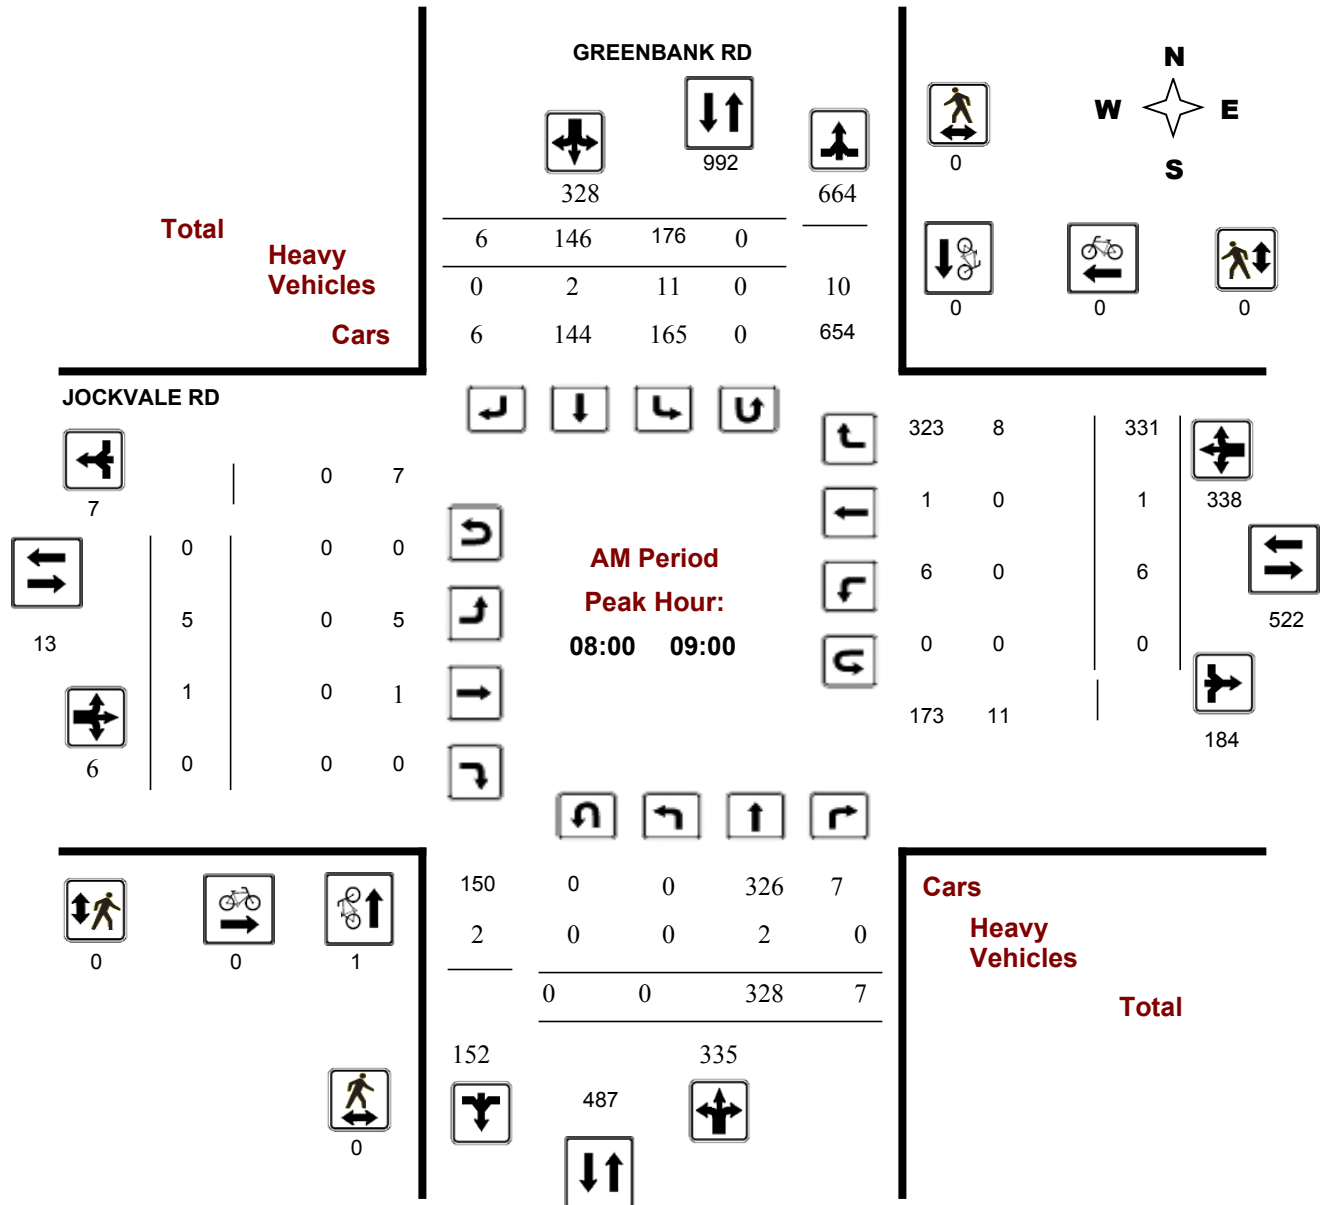 GREENBANK RD
N
W E
S
992
0
328
664
Total
6 146 176 0
Heavy
Vehicles
0 2 11 0 10
Cars
6 144 165 0 654
0 0 0
JOCKVALE RD
323 8 331
0 7
7
1 0 1
338
0 0 0
AM Period
6 0 6
Peak Hour:
5 0 5
522
13
08:00 09:00
0 0 0
1 0 1
173 11
184
6
0 0 0
150 0 0 326 7
Cars
2 0 0 2 0
Heavy
Vehicles
0 0 1
0 0 328 7
Total
152
335
487
0